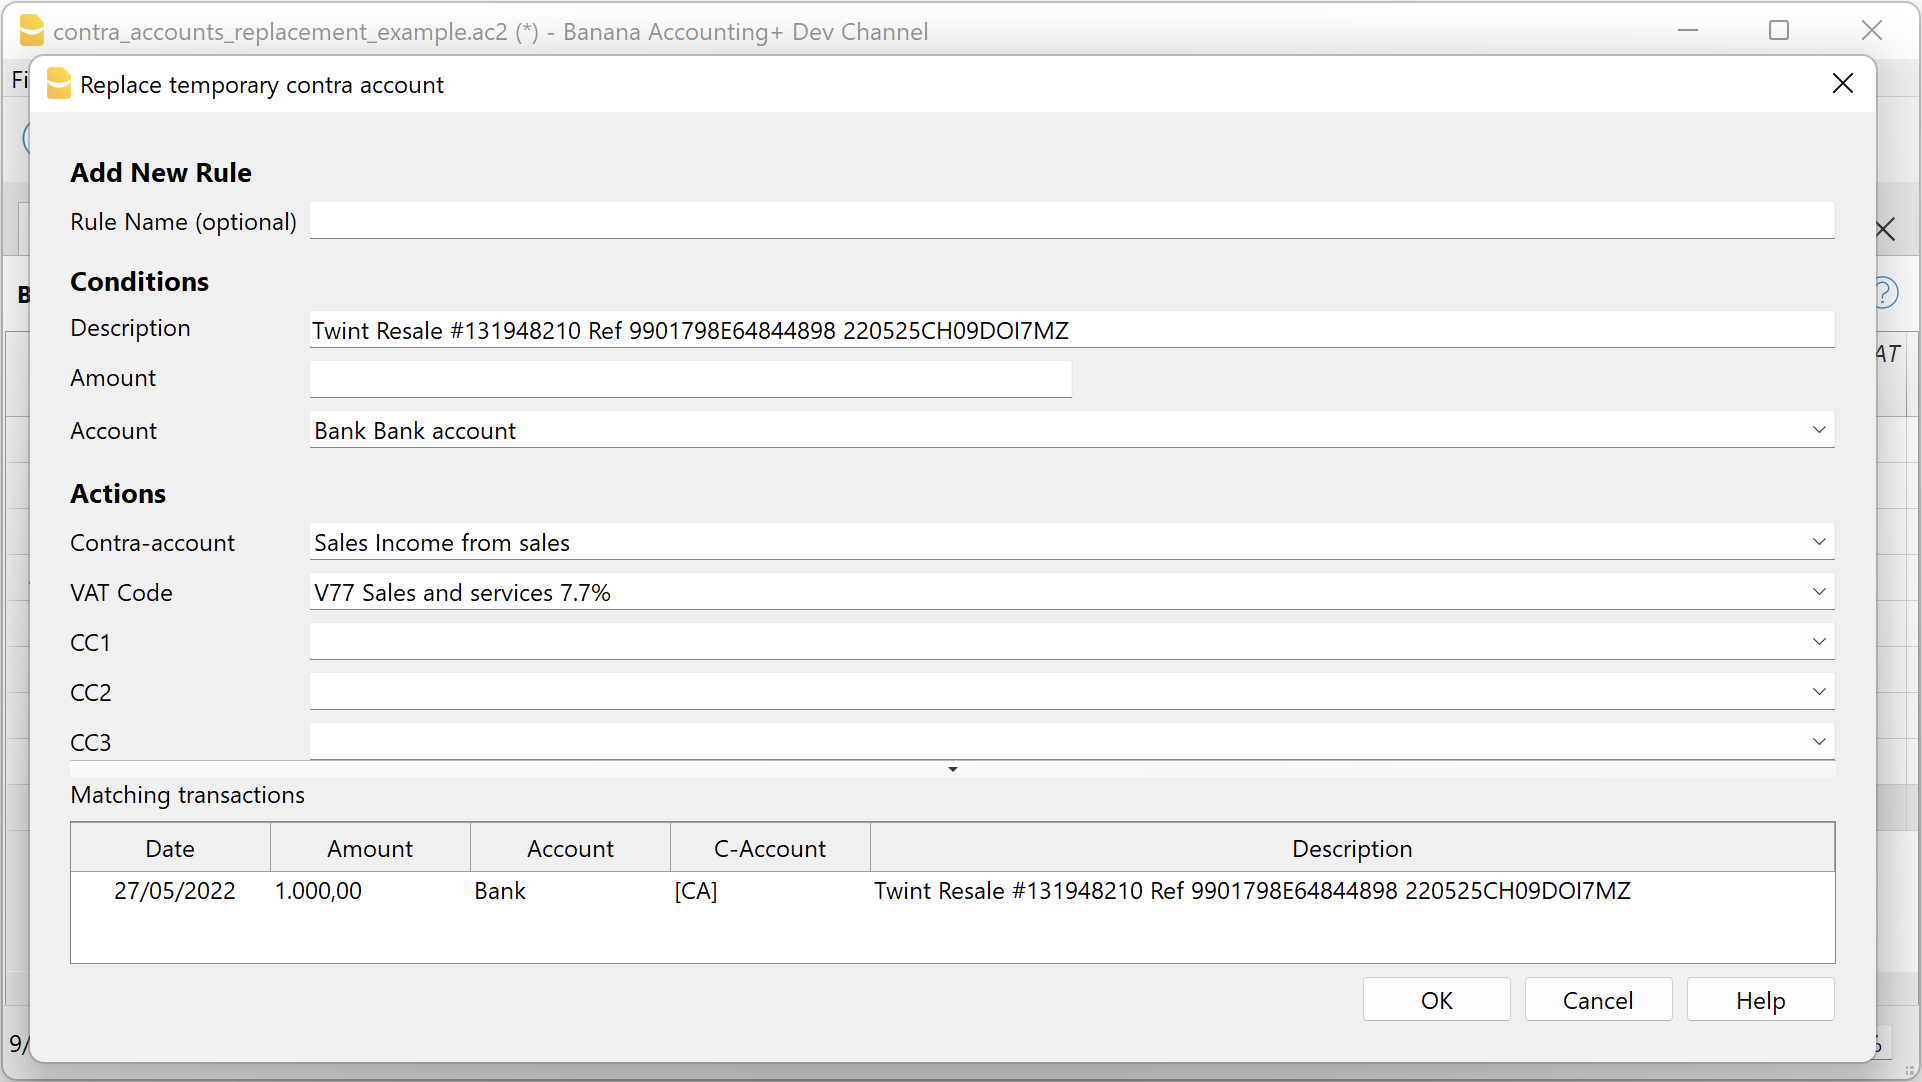 contra_accounts_replacement_example.ac2 (*) - Banana Accounting+ Dev Channel
Fi
Replace temporary contra account
Add New Rule
Rule Name (optional)
Conditions
B
?
Description Twint Resale #131948210 Ref 9901798E64844898 220525CH09DOI7MZ
AT
Amount
Account Bank Bank account
Actions
Contra-account Sales Income from sales
VAT Code V77 Sales and services 7.7%
CC1
CC2
CC3
Matching transactions
Date Amount Account C-Account Description
27/05/2022 1.000,00 Bank [CA] Twint Resale #131948210 Ref 9901798E64844898 220525CH09DOI7MZ
OK Cancel Help
9/